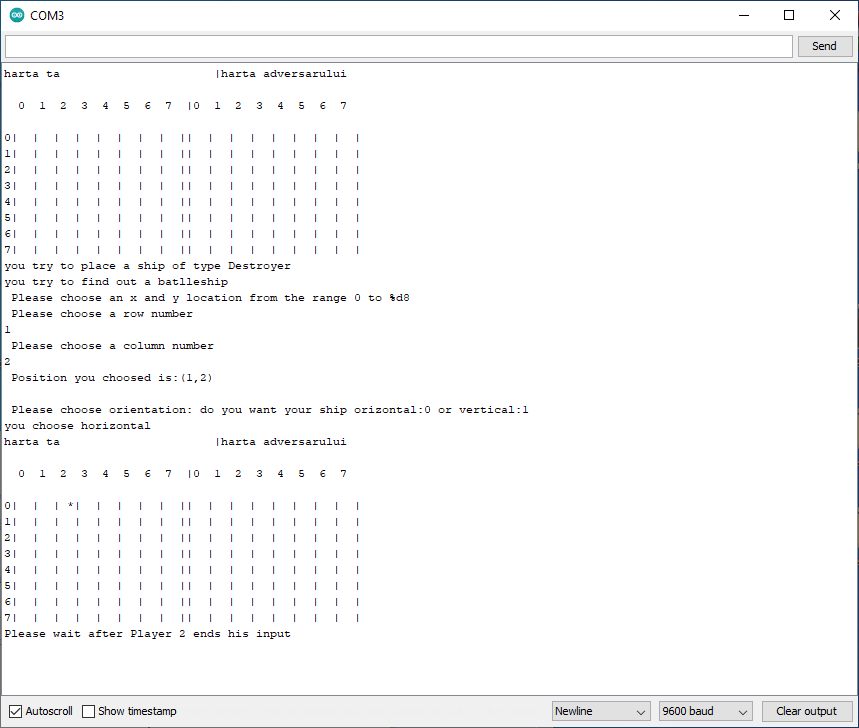 COM3
Send
harta ta                      |harta adversarului
  0  1  2  3  4  5  6  7  |0  1  2  3  4  5  6  7
0|  |  |  |  |  |  |  |  ||  |  |  |  |  |  |  |  |
1|  |  |  |  |  |  |  |  ||  |  |  |  |  |  |  |  |
2|  |  |  |  |  |  |  |  ||  |  |  |  |  |  |  |  |
3|  |  |  |  |  |  |  |  ||  |  |  |  |  |  |  |  |
4|  |  |  |  |  |  |  |  ||  |  |  |  |  |  |  |  |
5|  |  |  |  |  |  |  |  ||  |  |  |  |  |  |  |  |
6|  |  |  |  |  |  |  |  ||  |  |  |  |  |  |  |  |
7|  |  |  |  |  |  |  |  ||  |  |  |  |  |  |  |  |
you try to place a ship of type Destroyer
you try to find out a batlleship
 Please choose an x and y location from the range 0 to %d8
 Please choose a row number
1
 Please choose a column number
2
 Position you choosed is:(1,2)
 Please choose orientation: do you want your ship orizontal:0 or vertical:1
you choose horizontal
harta ta                      |harta adversarului
  0  1  2  3  4  5  6  7  |0  1  2  3  4  5  6  7
0|  |  | *|  |  |  |  |  ||  |  |  |  |  |  |  |  |
1|  |  |  |  |  |  |  |  ||  |  |  |  |  |  |  |  |
2|  |  |  |  |  |  |  |  ||  |  |  |  |  |  |  |  |
3|  |  |  |  |  |  |  |  ||  |  |  |  |  |  |  |  |
4|  |  |  |  |  |  |  |  ||  |  |  |  |  |  |  |  |
5|  |  |  |  |  |  |  |  ||  |  |  |  |  |  |  |  |
6|  |  |  |  |  |  |  |  ||  |  |  |  |  |  |  |  |
7|  |  |  |  |  |  |  |  ||  |  |  |  |  |  |  |  |
Please wait after Player 2 ends his input
Autoscroll Show timestamp Newline 9600 baud Clear output